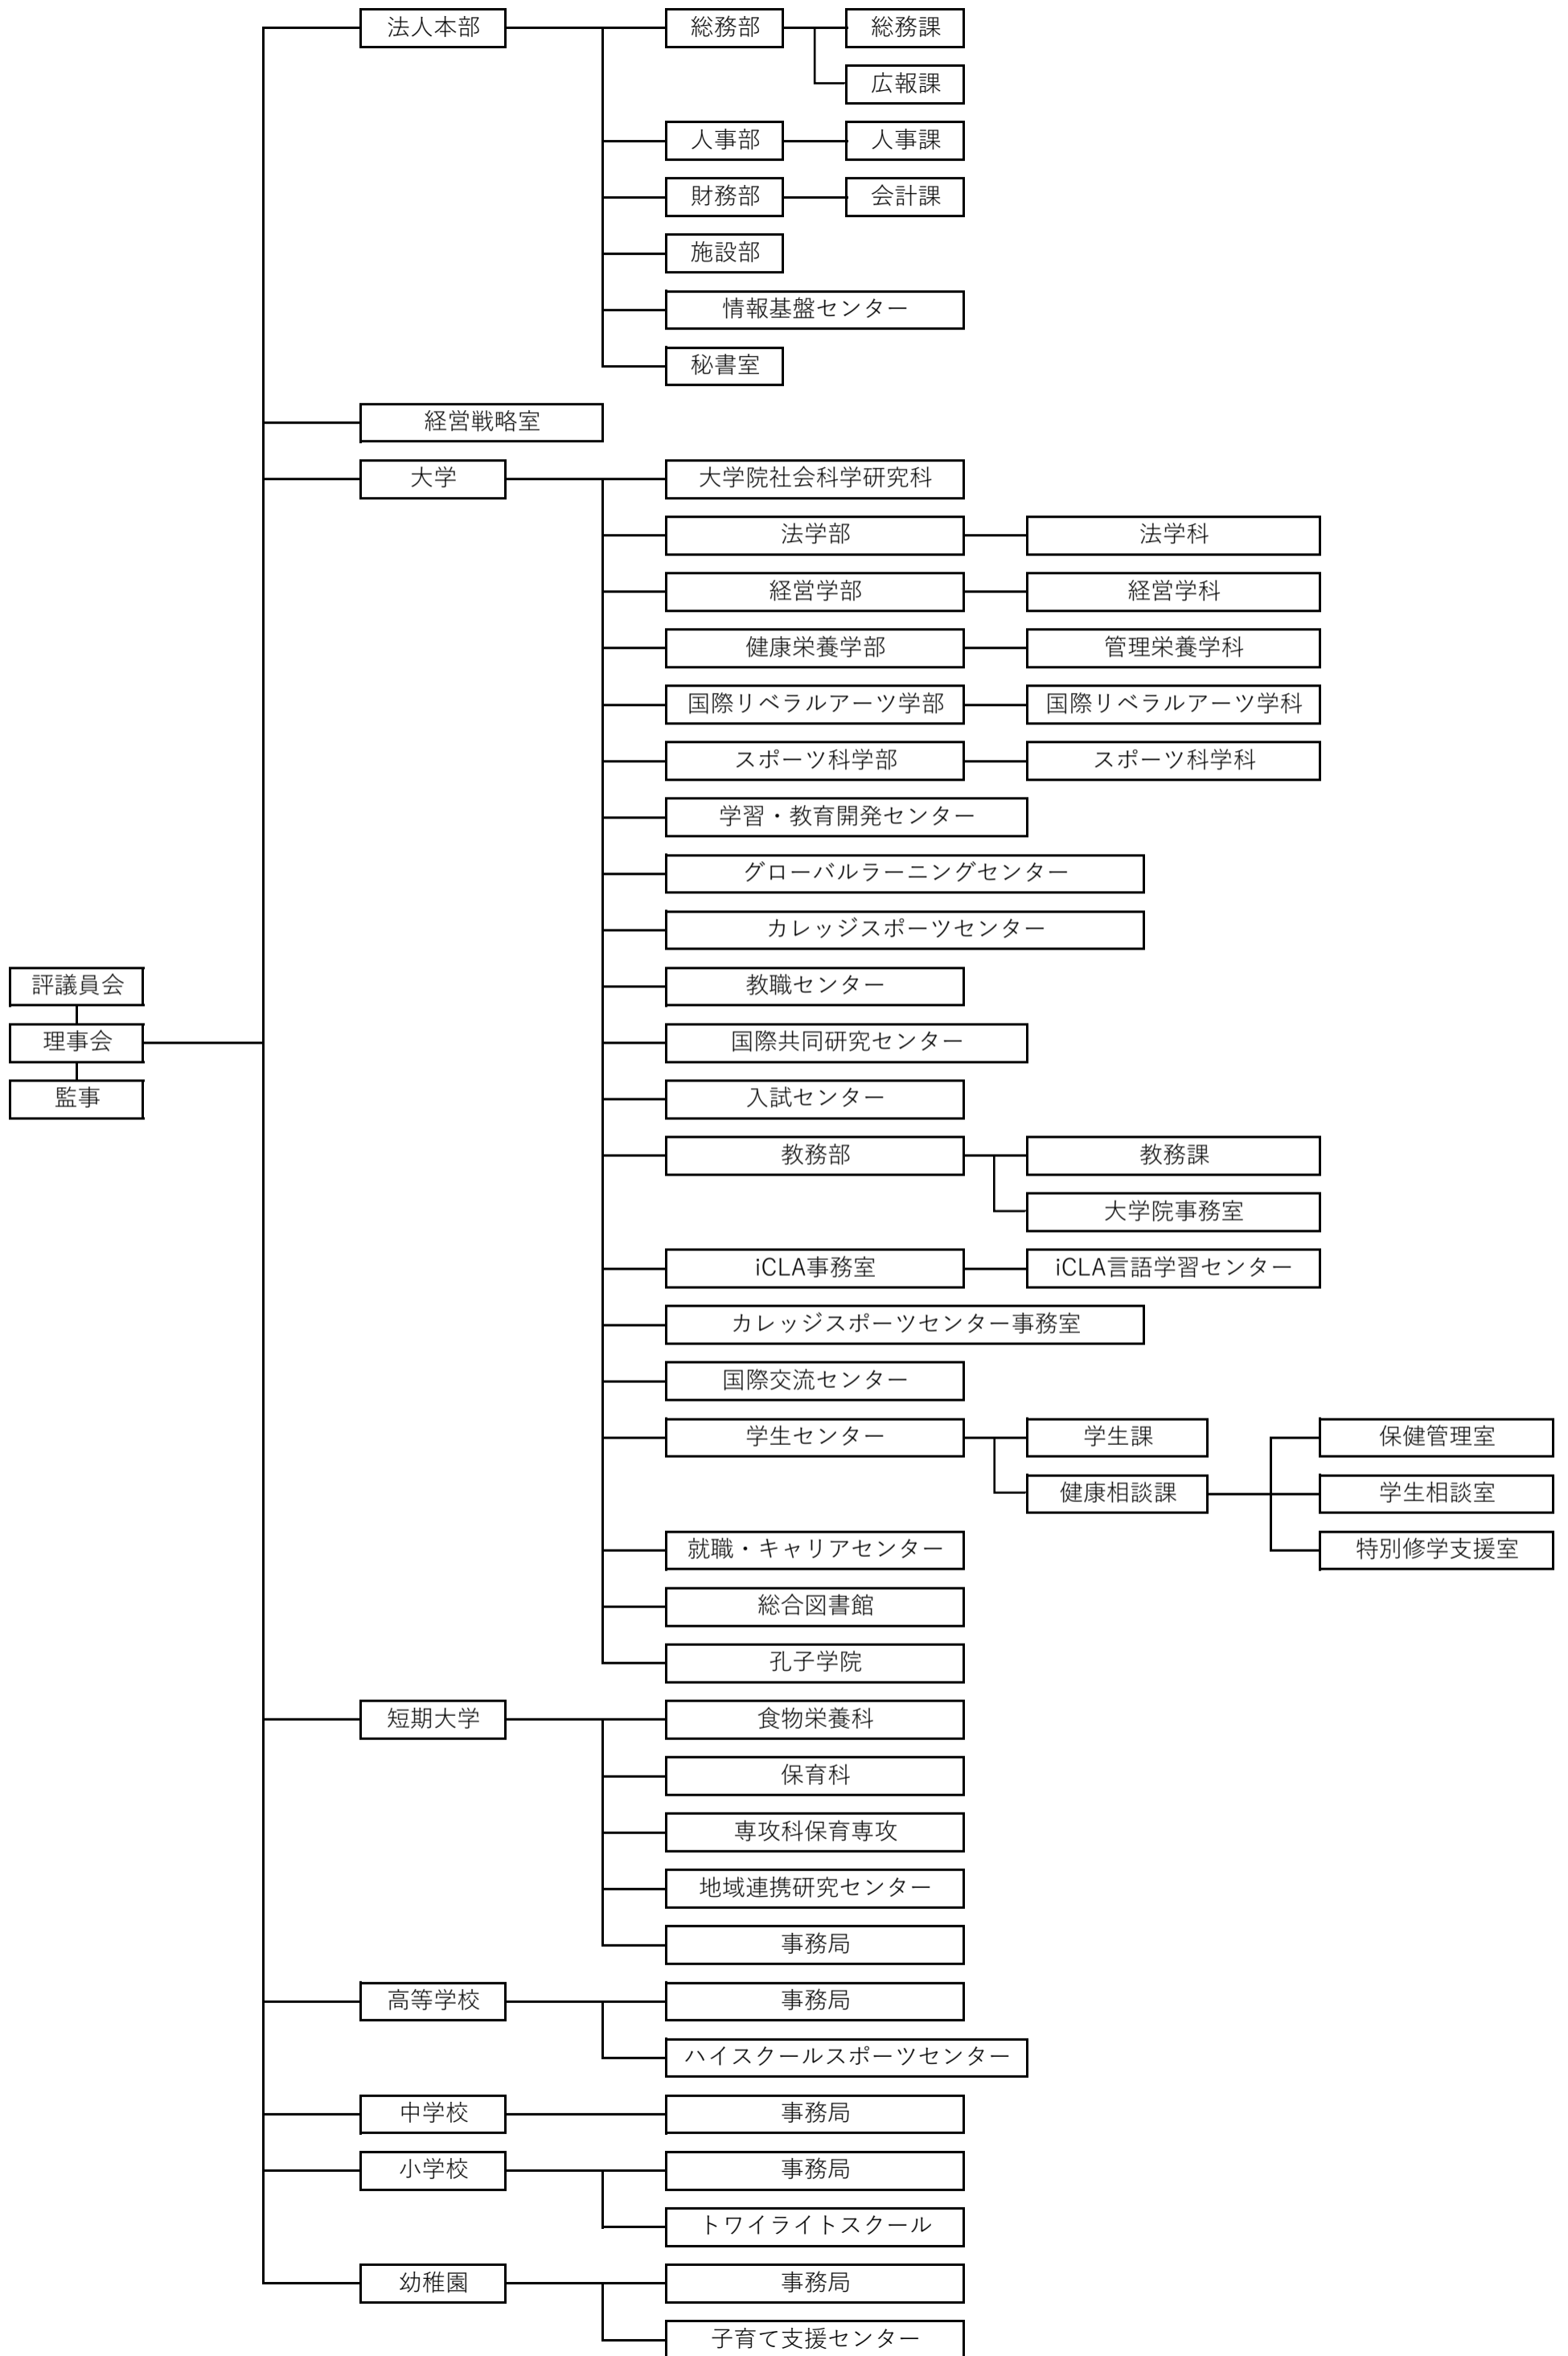 法人本部 総務部 総務課
広報課
人事部 人事課
財務部 会計課
施設部
情報基盤センター
秘書室
経営戦略室
大学 大学院社会科学研究科
法学部 法学科
経営学部 経営学科
健康栄養学部 管理栄養学科
国際リベラルアーツ学部 国際リベラルアーツ学科
スポーツ科学部 スポーツ科学科
学習・教育開発センター
グローバルラーニングセンター
カレッジスポーツセンター
評議員会 教職センター
理事会 国際共同研究センター
監事 入試センター
教務部 教務課
大学院事務室
iCLA事務室 iCLA言語学習センター
カレッジスポーツセンター事務室
国際交流センター
学生センター 学生課 保健管理室
健康相談課 学生相談室
就職・キャリアセンター 特別修学支援室
総合図書館
孔子学院
短期大学 食物栄養科
保育科
専攻科保育専攻
地域連携研究センター
事務局
高等学校 事務局
ハイスクールスポーツセンター
中学校 事務局
小学校 事務局
トワイライトスクール
幼稚園 事務局
子育て支援センター